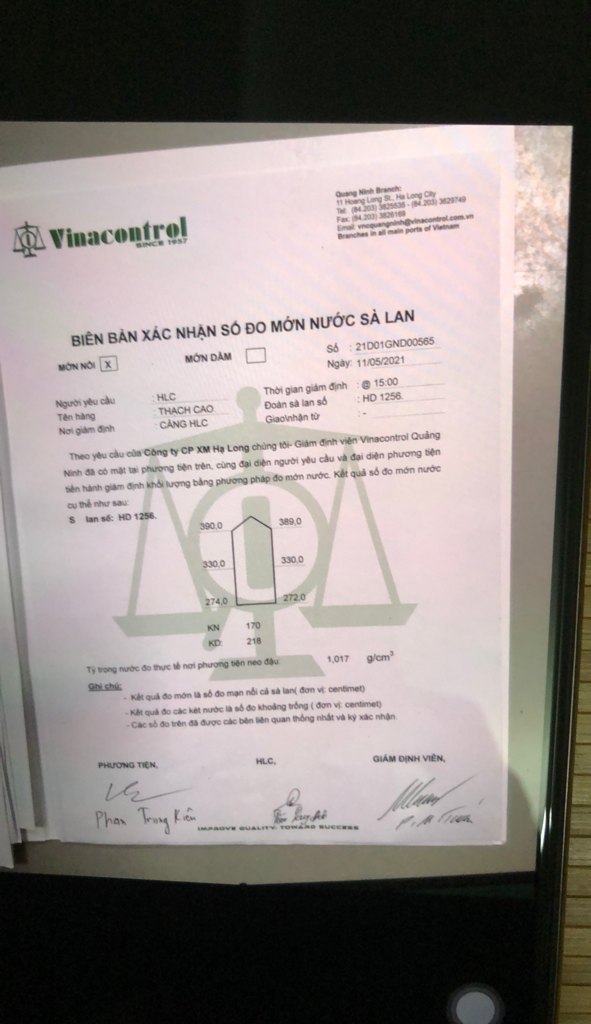 Vinacontrol
SINCE 1957
Quang Ninh Branch:
11 Hoang Long St., Ha Long City
Tel: (84.203) 3825535 - (84.203) 3629749
Fax: (84.203) 3826169
Email: vncquangninh@vinacontrol.com.vn
Branches in all main ports of Vietnam
BIÊN BẢN XÁC NHẬN SỐ ĐO MỚN NƯỚC SÀ LAN
MỚN NỔI X MỚN DẦM
Số : 21D01GND00565
Ngày: 11/05/2021
Người yêu cầu : HLC
Thời gian giám định : @ 15:00
Tên hàng : THẠCH CAO
Đoàn sà lan số : HD 1256
Nơi giám định : CẢNG HLC
Giao\nhận từ : -
Theo yêu cầu của Công ty CP XM Hạ Long chúng tôi- Giám định viên Vinacontrol Quảng
Ninh đã có mặt tại phương tiện trên, cùng đại diện người yêu cầu và đại diện phương tiện
tiến hành giám định khối lượng bằng phương pháp đo mớn nước. Kết quả số đo mớn nước
cụ thể như sau:
S lan số: HD 1256.
390,0 389,0
330,0 330,0
274,0 272,0
KN 170
KD: 218
Tỷ trọng nước đo thực tế nơi phương tiện neo đậu: 1,017 g/cm³
Ghi chú:
- Kết quả đo mớn là số đo mạn nổi cả sà lan( đơn vị: centimet)
- Kết quả đo các két nước là số đo khoảng trống ( đơn vị: centimet)
- Các số đo trên đã được các bên liên quan thống nhất và ký xác nhận.
PHƯƠNG TIỆN, HLC, GIÁM ĐỊNH VIÊN,
Phan Trung Kiên
IMPROVE QUALITY: TOWARD SUCCESS